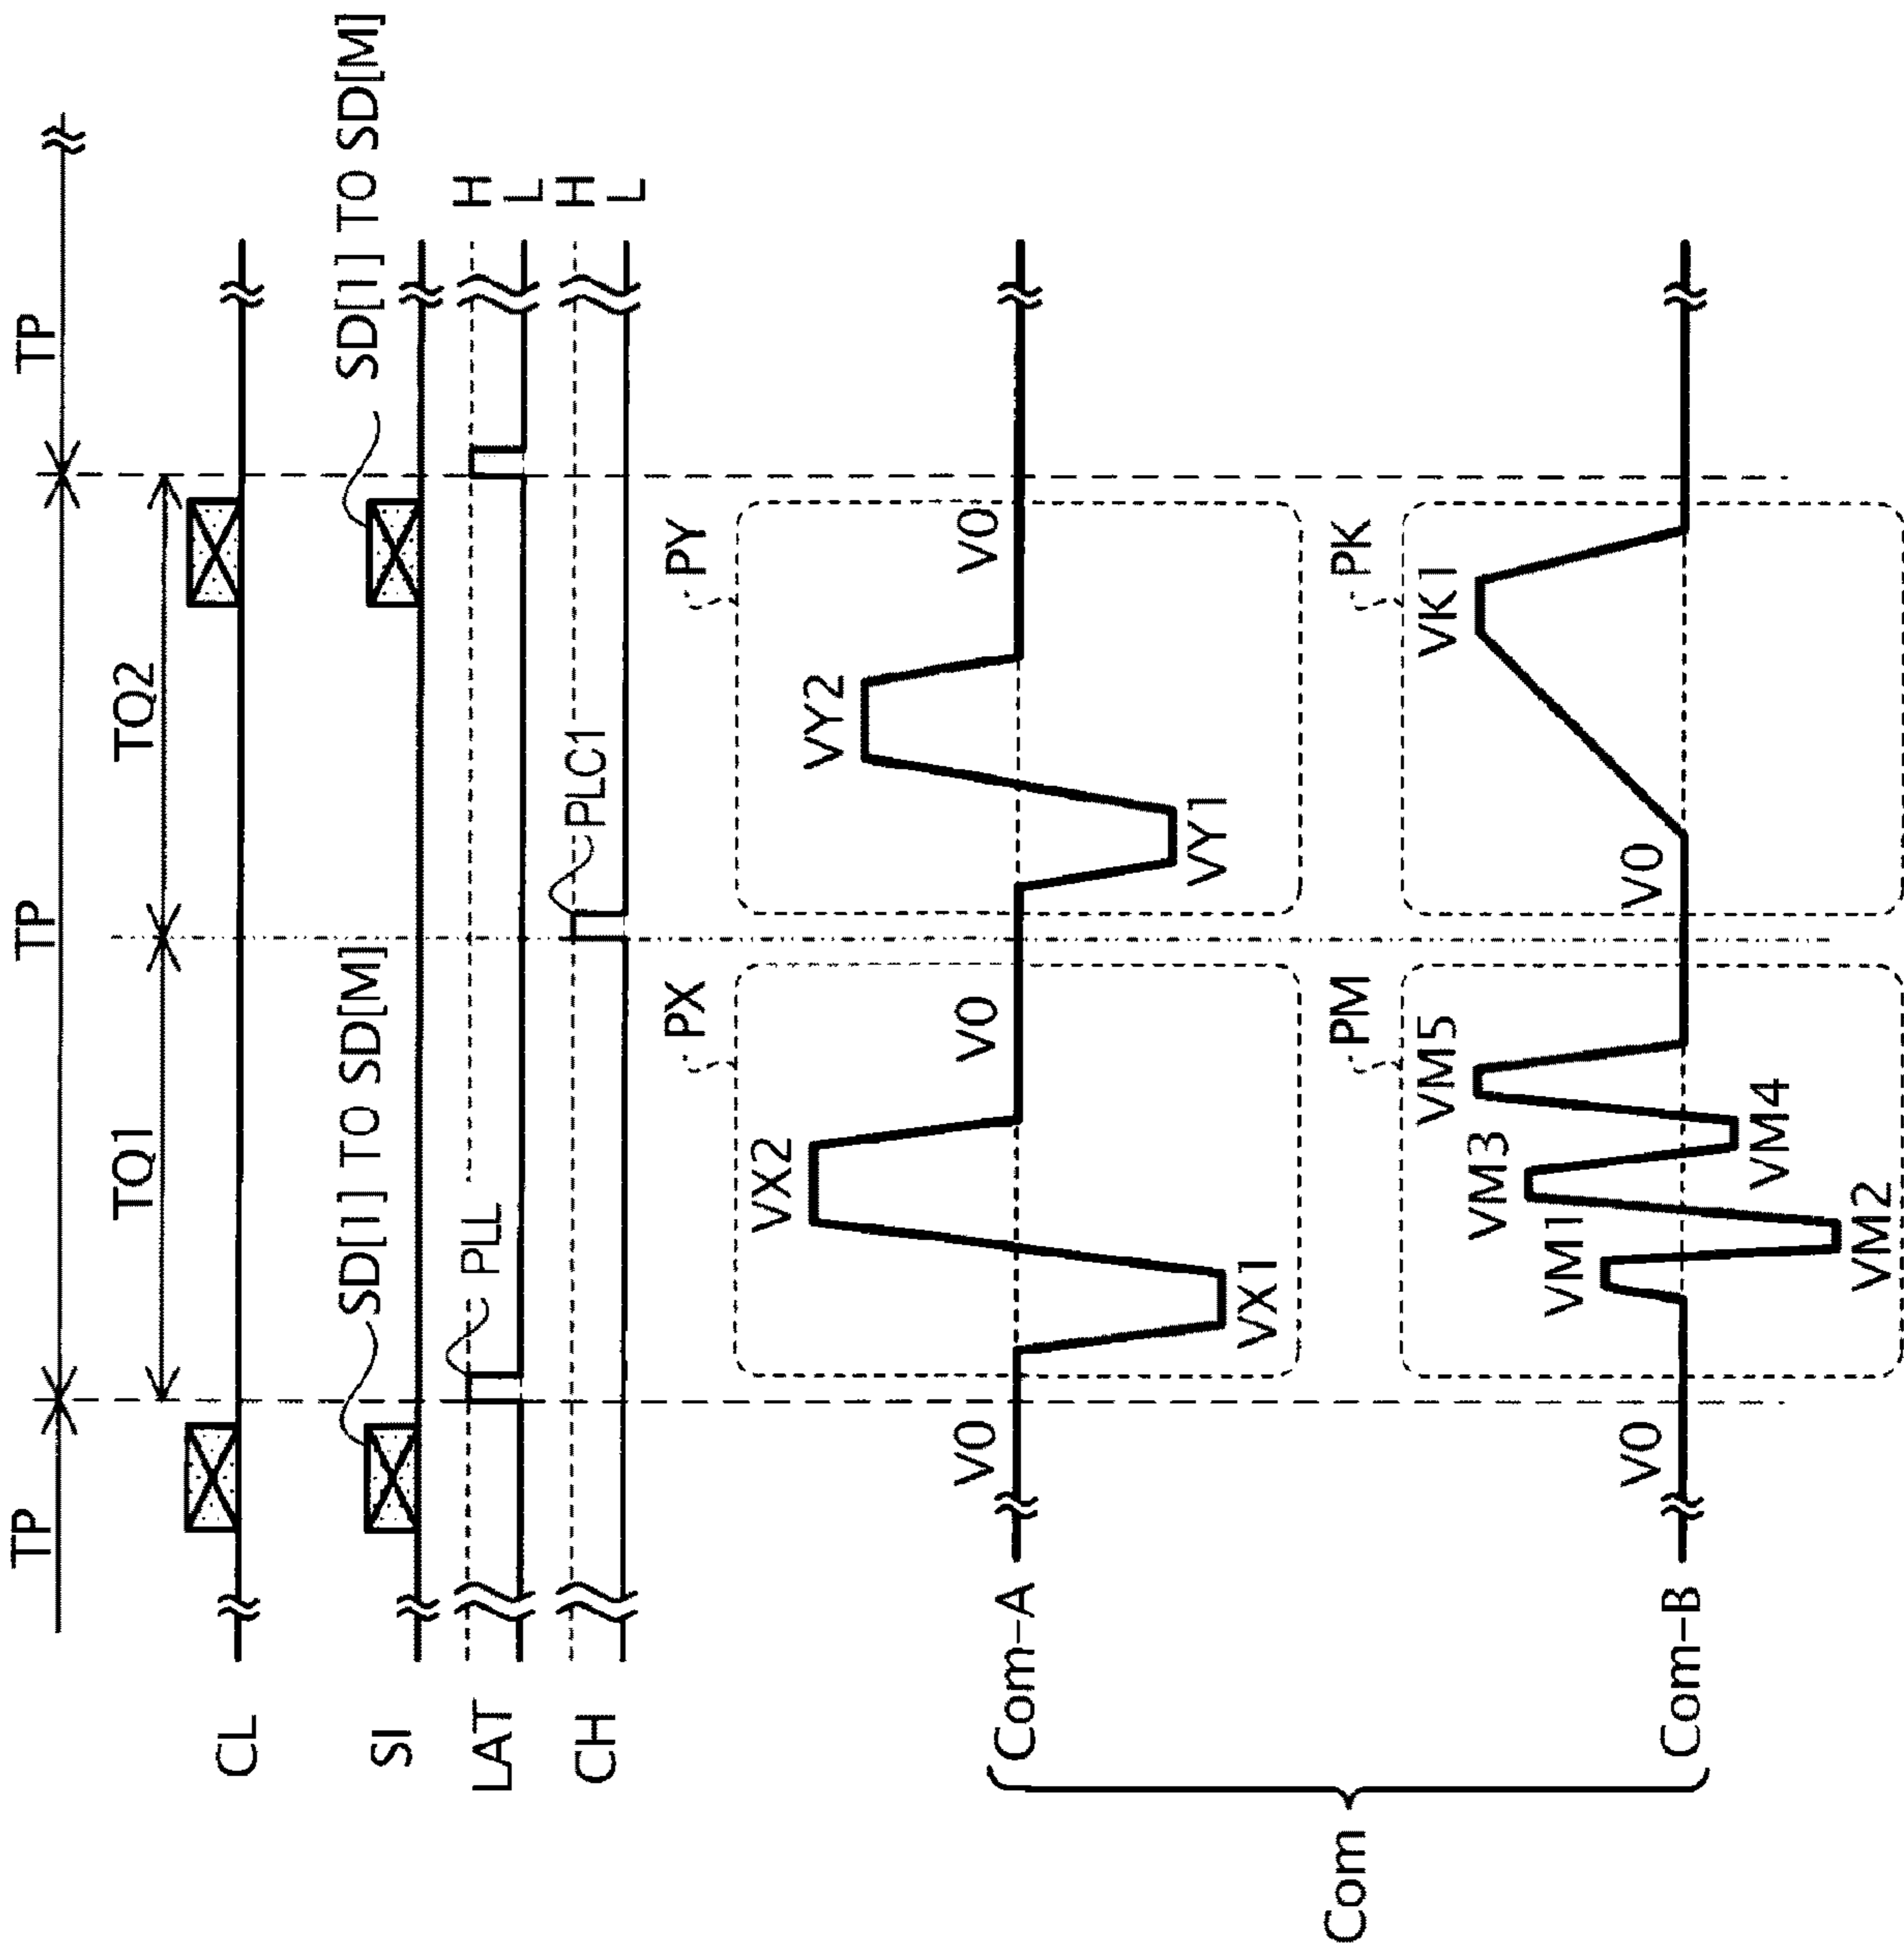 TP TP TP
TQ1 TQ2
CL
SD[1] TO SD[M] SD[1] TO SD[M]
SI
PLL H
LAT L
PLC1 H
CH L
PX PY
VX2 VY2
V0 V0 V0
Com-A
VX1 VY1
Com
PM PK
VM5 VK1
VM3
VM1
V0 V0
Com-B
VM4
VM2